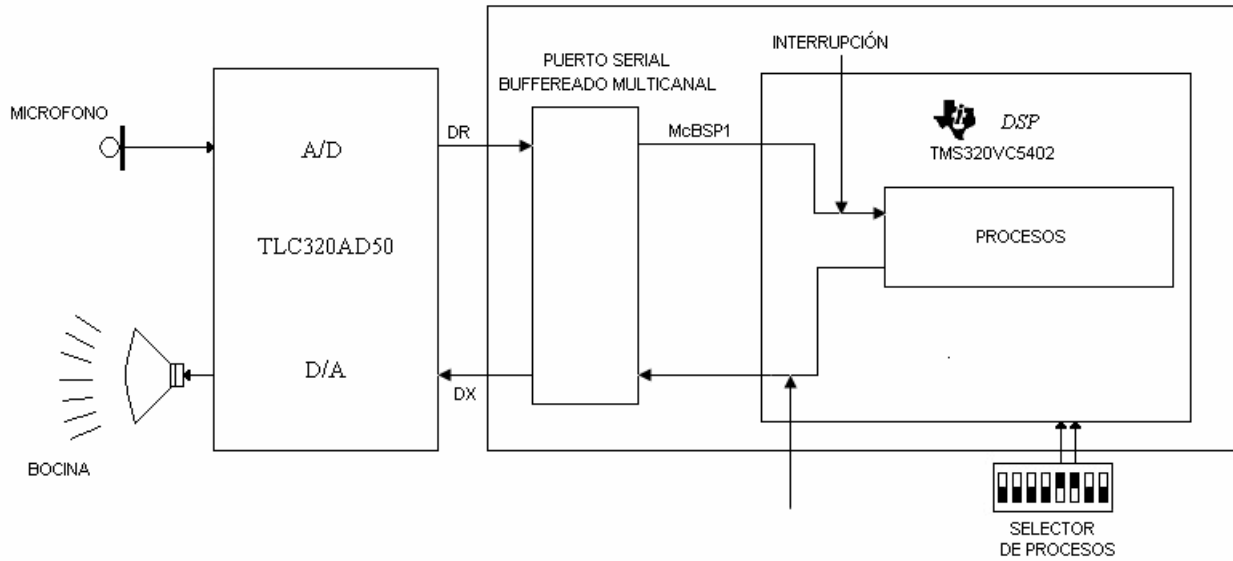 INTERRUPCIÓN
PUERTO SERIAL
BUFFEREADO MULTICANAL
MICROFONO
DR
McBSP1
A/D
DSP
TMS320VC5402
TLC320AD50
PROCESOS
D/A
DX
BOCINA
SELECTOR
DE PROCESOS